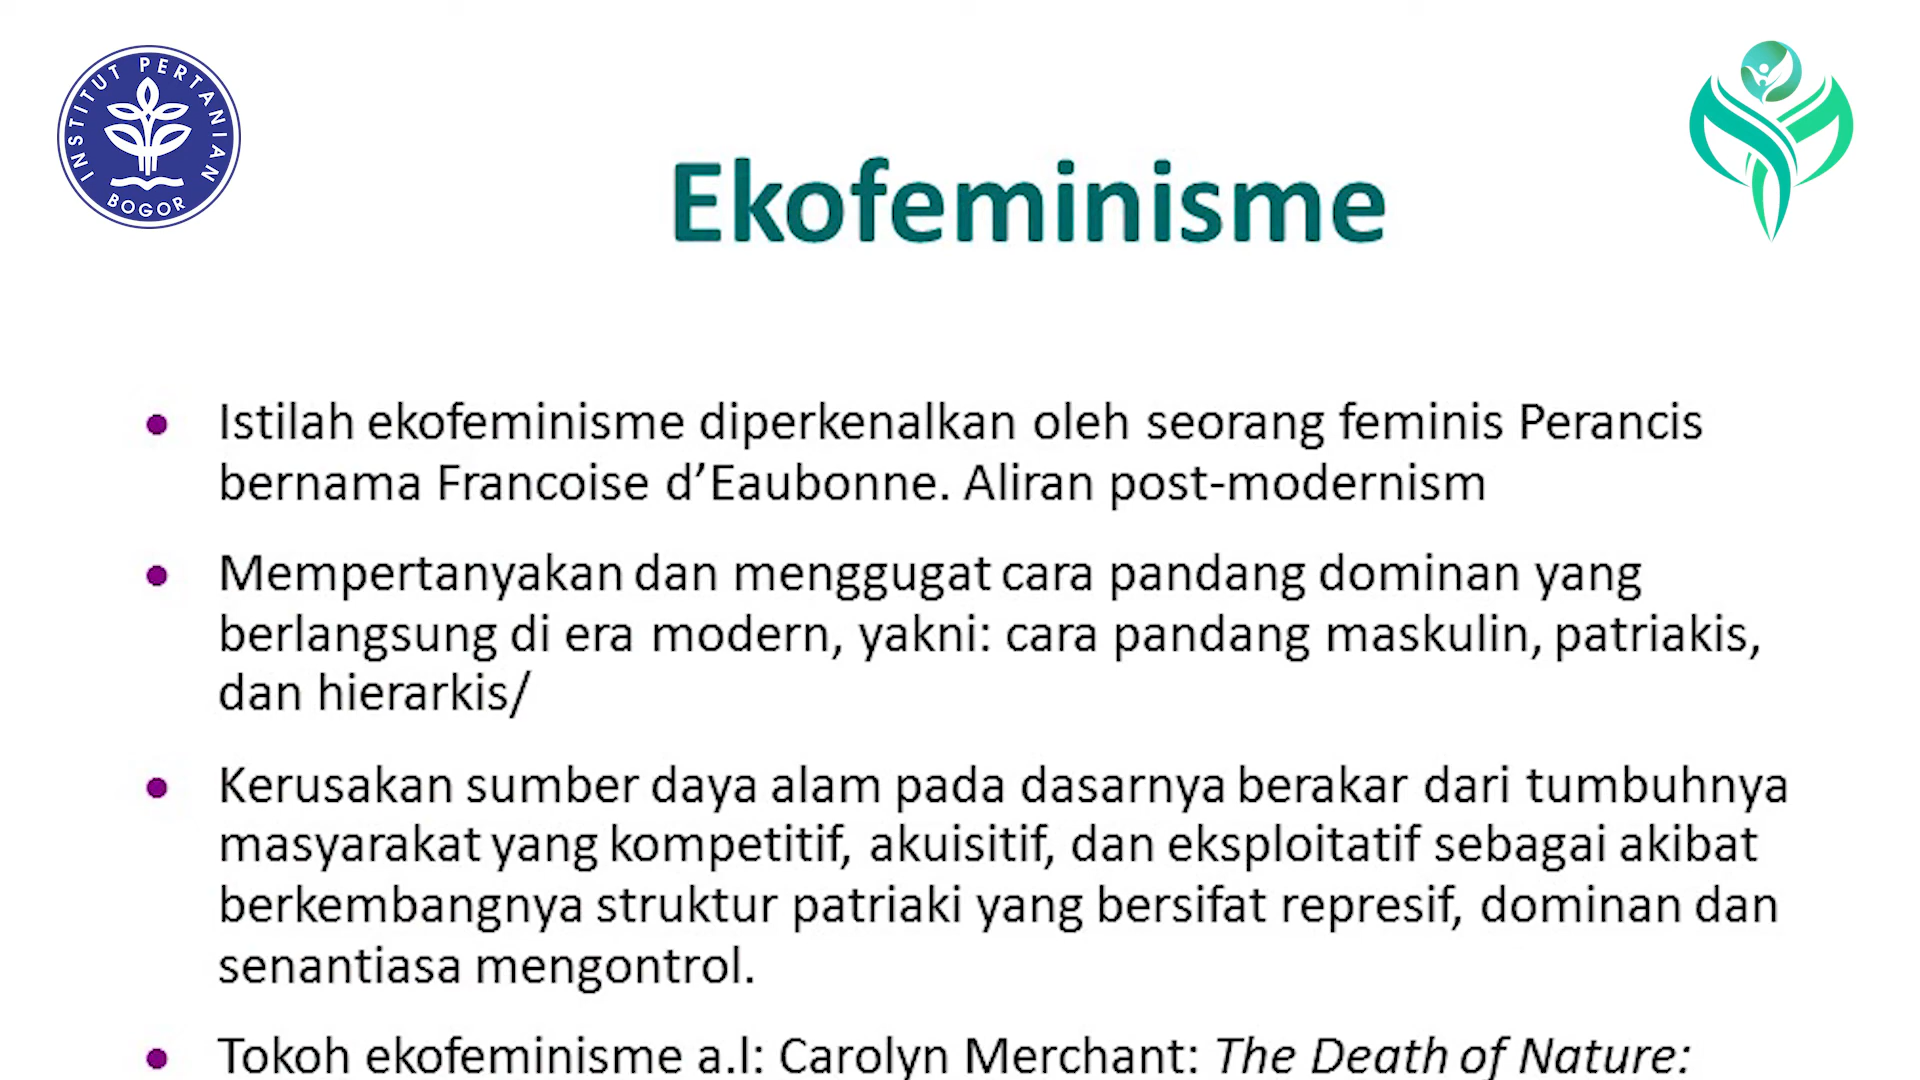 INSTITUT PERTANIAN
BOGOR
Ekofeminisme
• Istilah ekofeminisme diperkenalkan oleh seorang feminis Perancis
bernama Francoise d’Eaubonne. Aliran post-modernism
• Mempertanyakan dan menggugat cara pandang dominan yang
berlangsung di era modern, yakni: cara pandang maskulin, patriakis,
dan hierarkis/
• Kerusakan sumber daya alam pada dasarnya berakar dari tumbuhnya
masyarakat yang kompetitif, akuisitif, dan eksploitatif sebagai akibat
berkembangnya struktur patriaki yang bersifat represif, dominan dan
senantiasa mengontrol.
• Tokoh ekofeminisme a.l: Carolyn Merchant: The Death of Nature: